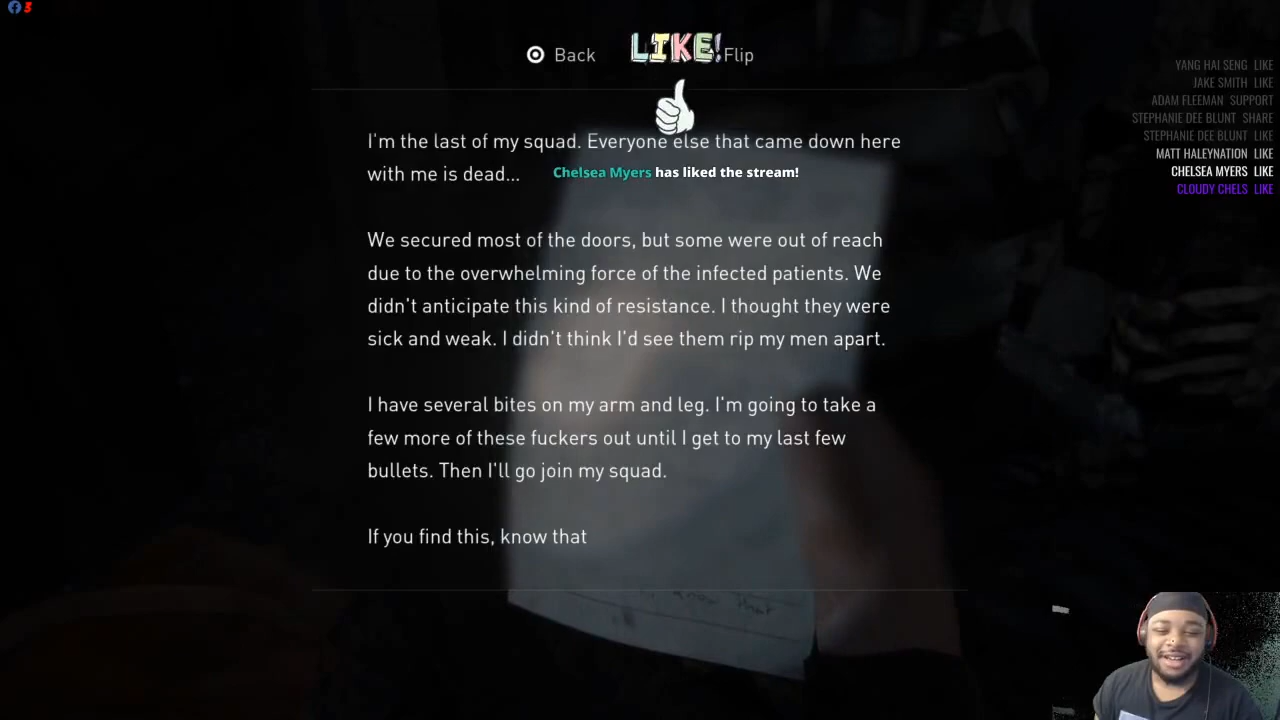 3
Back
LIKE!
Flip
I'm the last of my squad. Everyone else that came down here
with me is dead...
Chelsea Myers has liked the stream!
We secured most of the doors, but some were out of reach
due to the overwhelming force of the infected patients. We
didn't anticipate this kind of resistance. I thought they were
sick and weak. I didn't think I'd see them rip my men apart.
I have several bites on my arm and leg. I'm going to take a
few more of these fuckers out until I get to my last few
bullets. Then I'll go join my squad.
If you find this, know that
YANG HAI SENG LIKE
JAKE SMITH LIKE
ADAM FLEEMAN SUPPORT
STEPHANIE DEE BLUNT SHARE
STEPHANIE DEE BLUNT LIKE
MATT HALEYNATION LIKE
CHELSEA MYERS LIKE
CLOUDY CHELS LIKE
know that